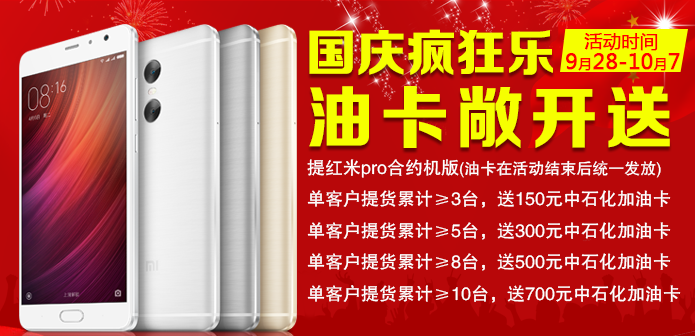 国庆疯狂乐
活动时间
9月28-10月7
油卡敞开送
提红米pro合约机版(油卡在活动结束后统一发放)
单客户提货累计≥3台，送150元中石化加油卡
单客户提货累计≥5台，送300元中石化加油卡
单客户提货累计≥8台，送500元中石化加油卡
单客户提货累计≥10台，送700元中石化加油卡
08:16
mi